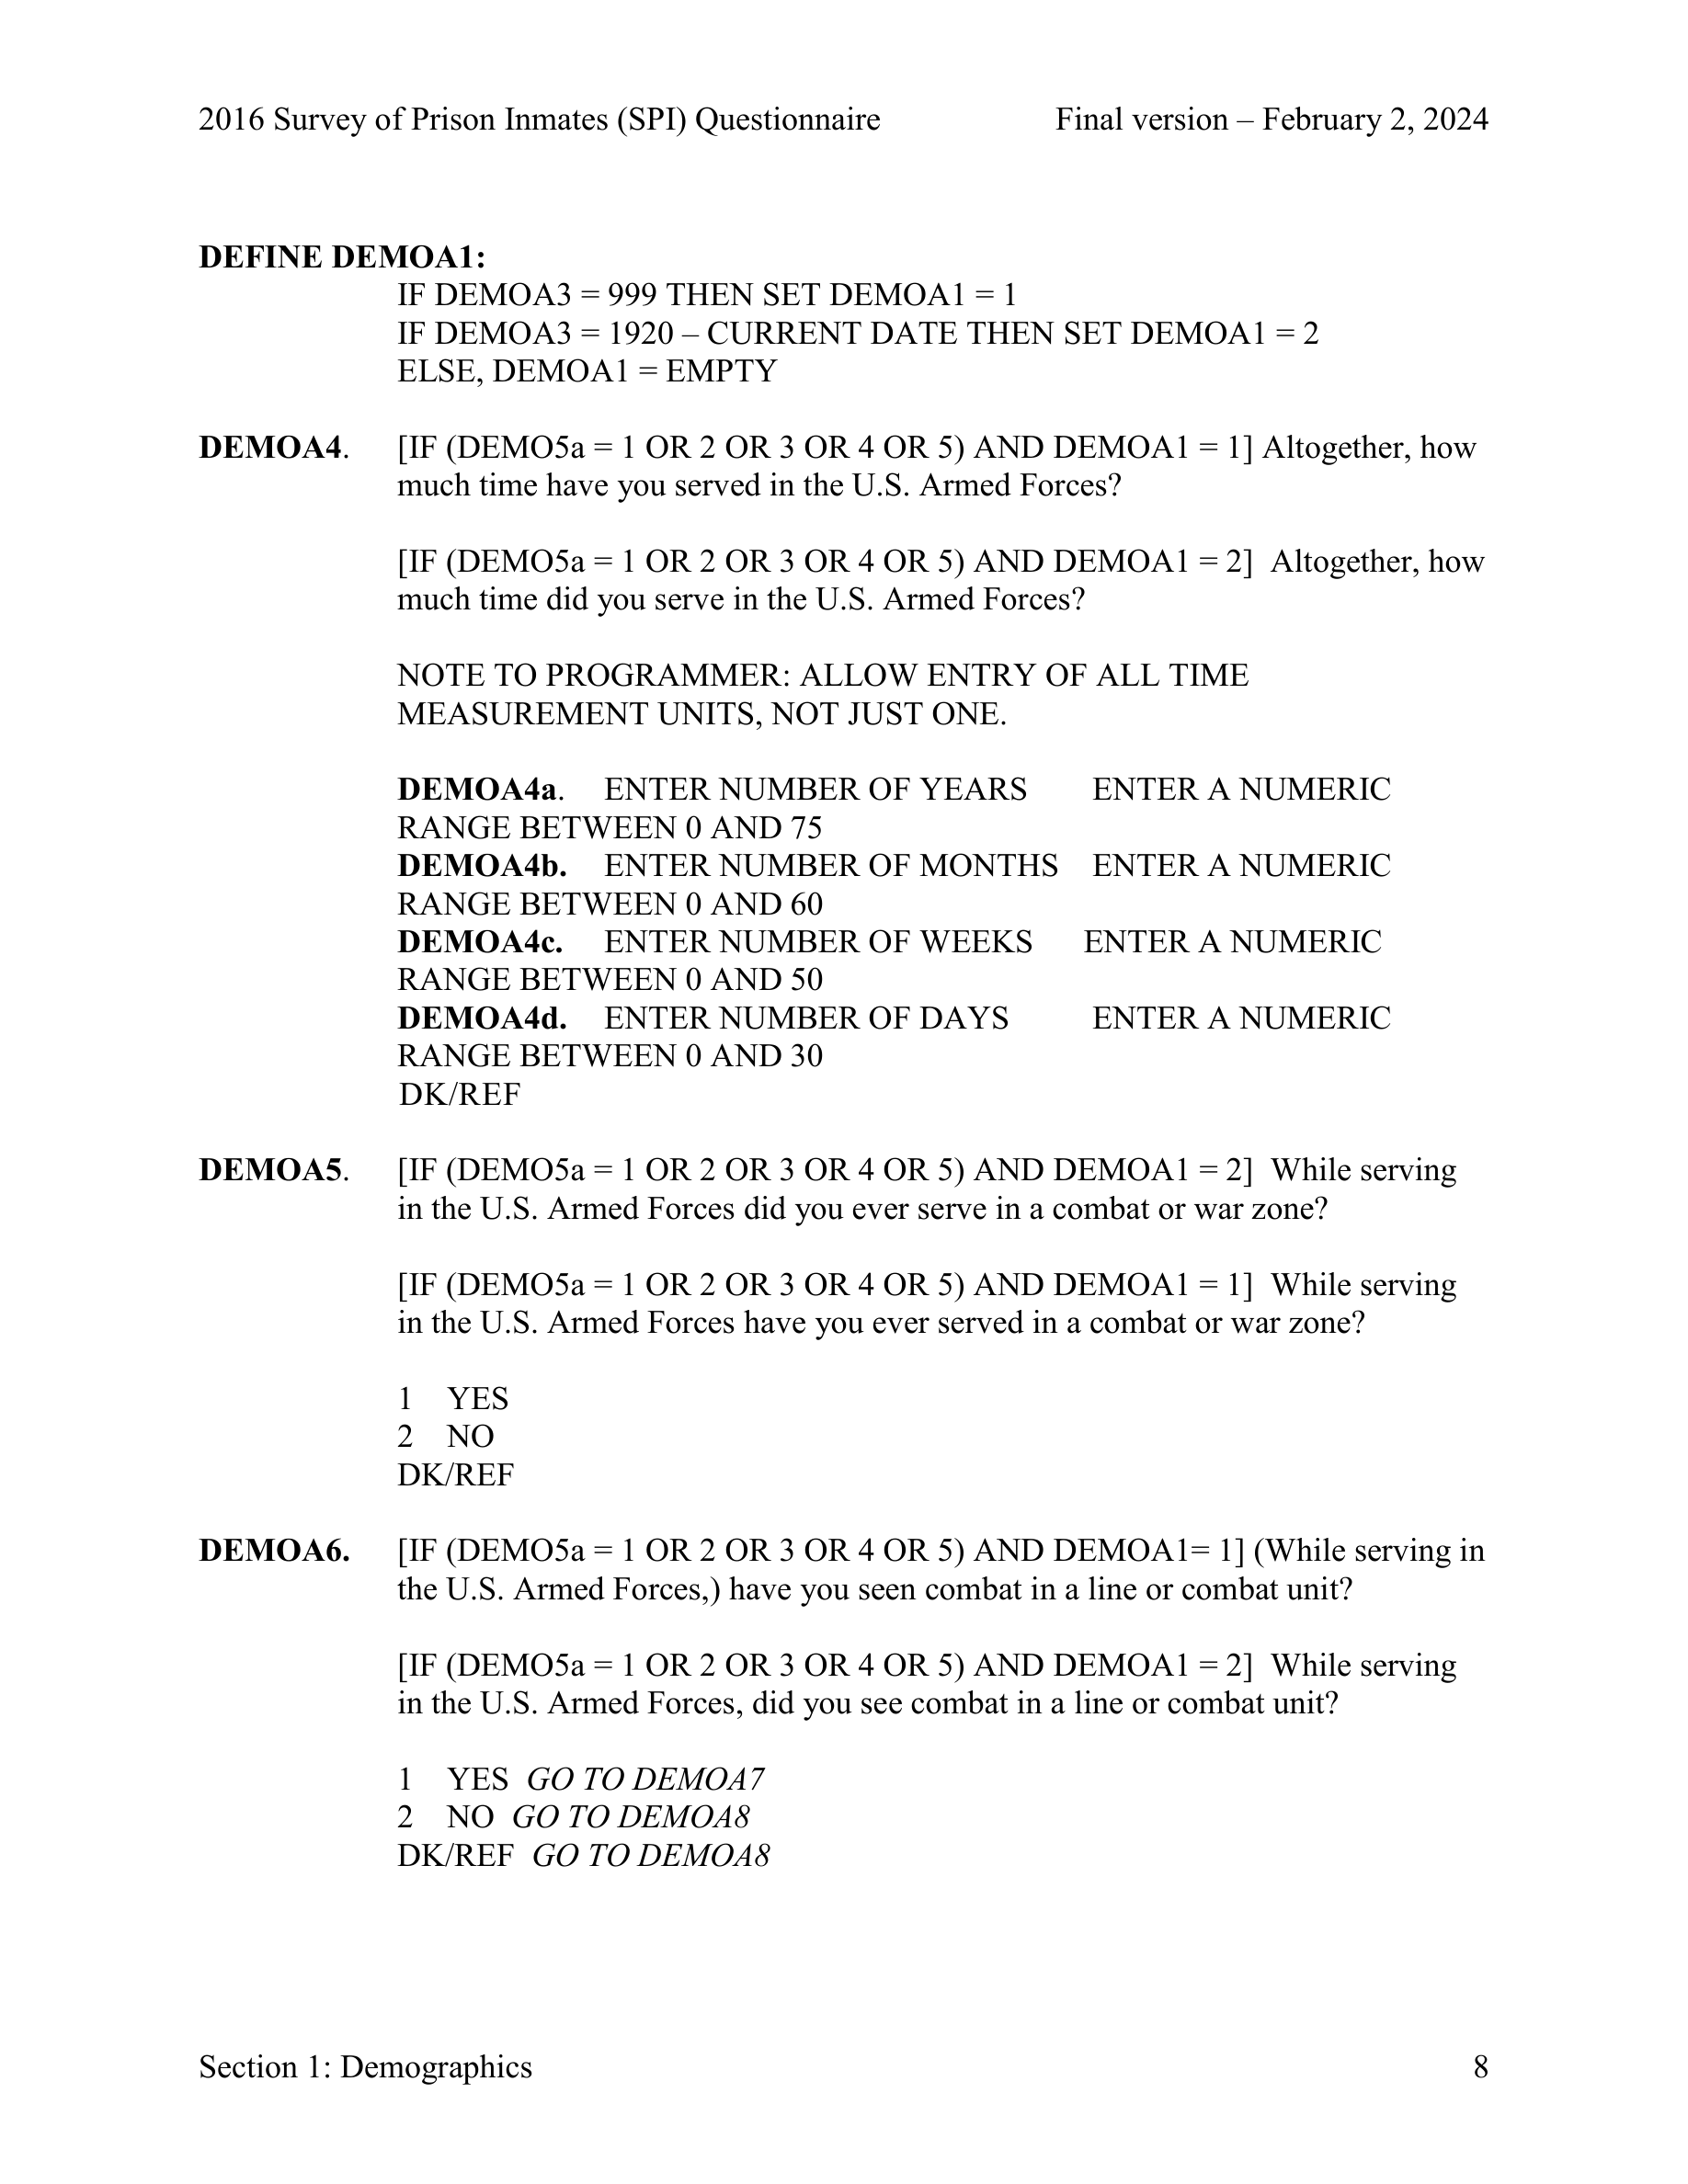 2016 Survey of Prison Inmates (SPI) Questionnaire Final version – February 2, 2024
DEFINE DEMOA1:
IF DEMOA3 = 999 THEN SET DEMOA1 = 1
IF DEMOA3 = 1920 – CURRENT DATE THEN SET DEMOA1 = 2
ELSE, DEMOA1 = EMPTY
DEMOA4. [IF (DEMO5a = 1 OR 2 OR 3 OR 4 OR 5) AND DEMOA1 = 1] Altogether, how
much time have you served in the U.S. Armed Forces?
[IF (DEMO5a = 1 OR 2 OR 3 OR 4 OR 5) AND DEMOA1 = 2] Altogether, how
much time did you serve in the U.S. Armed Forces?
NOTE TO PROGRAMMER: ALLOW ENTRY OF ALL TIME
MEASUREMENT UNITS, NOT JUST ONE.
DEMOA4a. ENTER NUMBER OF YEARS ENTER A NUMERIC
RANGE BETWEEN 0 AND 75
DEMOA4b. ENTER NUMBER OF MONTHS ENTER A NUMERIC
RANGE BETWEEN 0 AND 60
DEMOA4c. ENTER NUMBER OF WEEKS ENTER A NUMERIC
RANGE BETWEEN 0 AND 50
DEMOA4d. ENTER NUMBER OF DAYS ENTER A NUMERIC
RANGE BETWEEN 0 AND 30
DK/REF
DEMOA5. [IF (DEMO5a = 1 OR 2 OR 3 OR 4 OR 5) AND DEMOA1 = 2] While serving
in the U.S. Armed Forces did you ever serve in a combat or war zone?
[IF (DEMO5a = 1 OR 2 OR 3 OR 4 OR 5) AND DEMOA1 = 1] While serving
in the U.S. Armed Forces have you ever served in a combat or war zone?
1 YES
2 NO
DK/REF
DEMOA6. [IF (DEMO5a = 1 OR 2 OR 3 OR 4 OR 5) AND DEMOA1= 1] (While serving in
the U.S. Armed Forces,) have you seen combat in a line or combat unit?
[IF (DEMO5a = 1 OR 2 OR 3 OR 4 OR 5) AND DEMOA1 = 2] While serving
in the U.S. Armed Forces, did you see combat in a line or combat unit?
1 YES GO TO DEMOA7
2 NO GO TO DEMOA8
DK/REF GO TO DEMOA8
Section 1: Demographics 8